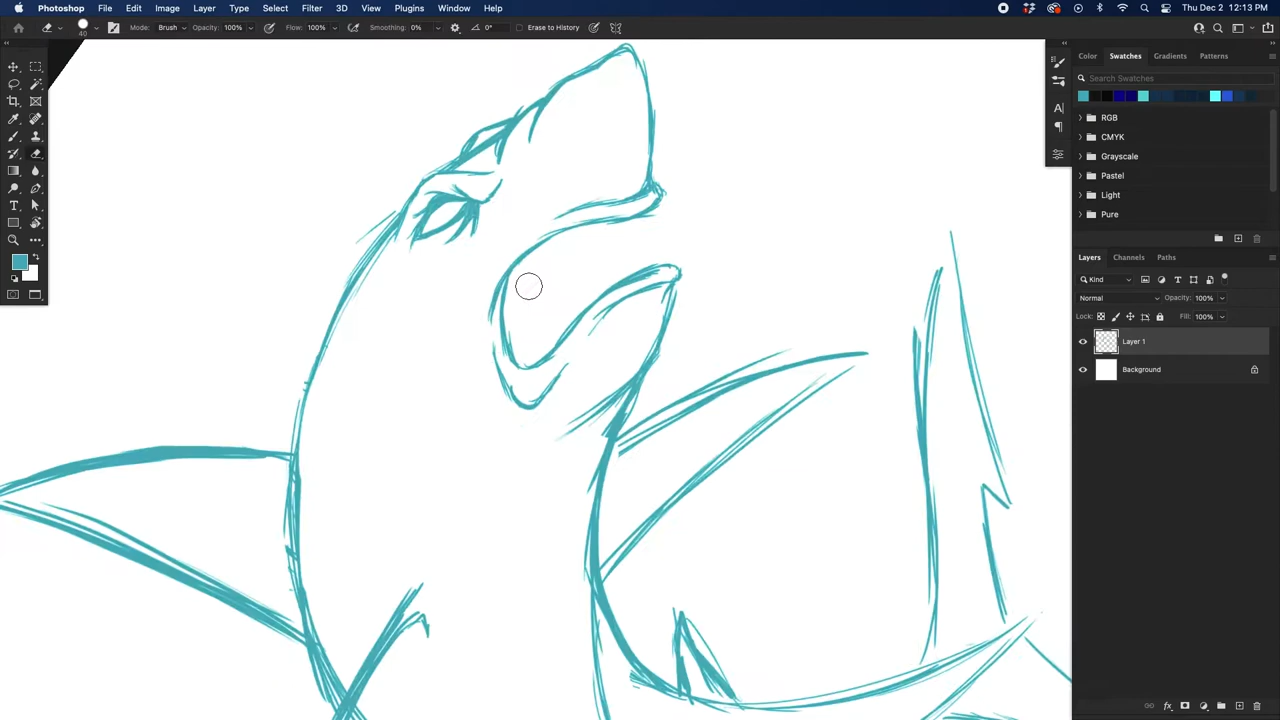 Photoshop File Edit Image Layer Type Select Filter 3D View Plugins Window Help Thu Dec 2 12:13 PM
40 Mode: Brush Opacity: 100% Flow: 100% Smoothing: 0% 0° Erase to History
Color Swatches Gradients Patterns
Search Swatches
RGB
CMYK
Grayscale
Pastel
Light
Pure
Layers Channels Paths
Kind
Normal Opacity: 100%
Lock: Fill: 100%
Layer 1
Background